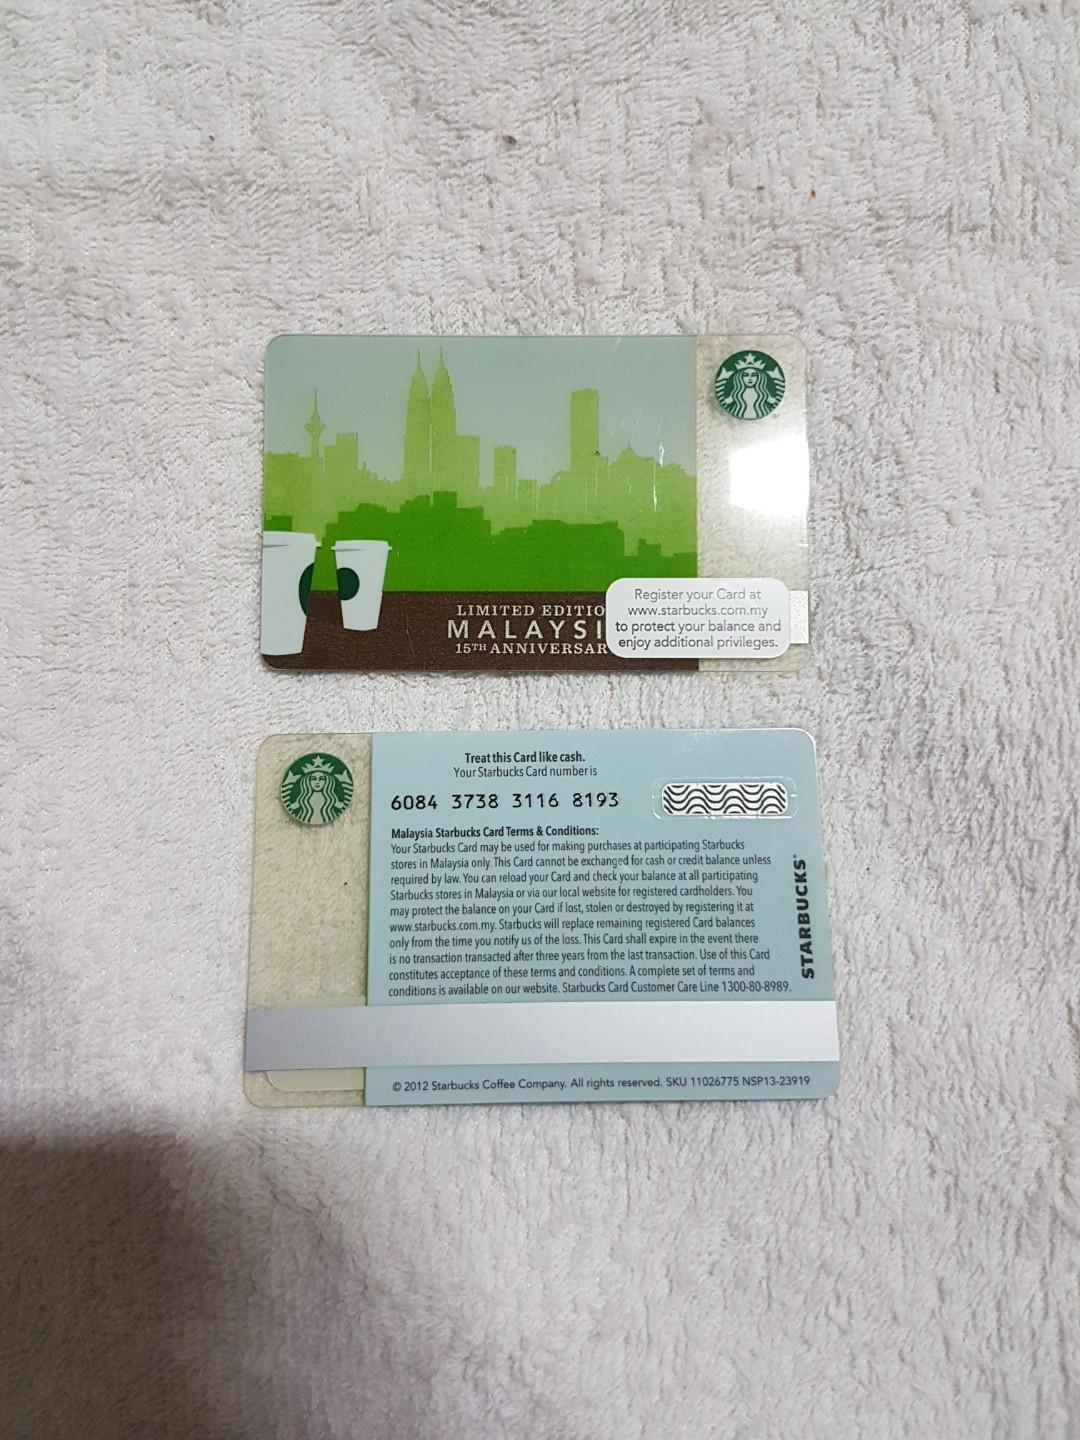 LIMITED EDITIO
MALAYSI
15TH ANNIVERSAR
Register your Card at
www.starbucks.com.my
to protect your balance and
enjoy additional privileges.
Treat this Card like cash.
Your Starbucks Card number is
6084 3738 3116 8193
Malaysia Starbucks Card Terms & Conditions:
Your Starbucks Card may be used for making purchases at participating Starbucks
stores in Malaysia only. This Card cannot be exchanged for cash or credit balance unless
required by law. You can reload your Card and check your balance at all participating
Starbucks stores in Malaysia or via our local website for registered cardholders. You
may protect the balance on your Card if lost, stolen or destroyed by registering it at
www.starbucks.com.my. Starbucks will replace remaining registered Card balances
only from the time you notify us of the loss. This Card shall expire in the event there
is no transaction transacted after three years from the last transaction. Use of this Card
constitutes acceptance of these terms and conditions. A complete set of terms and
conditions is available on our website. Starbucks Card Customer Care Line 1300-80-8989.
STARBUCKS®
© 2012 Starbucks Coffee Company. All rights reserved. SKU 11026775 NSP13-23919